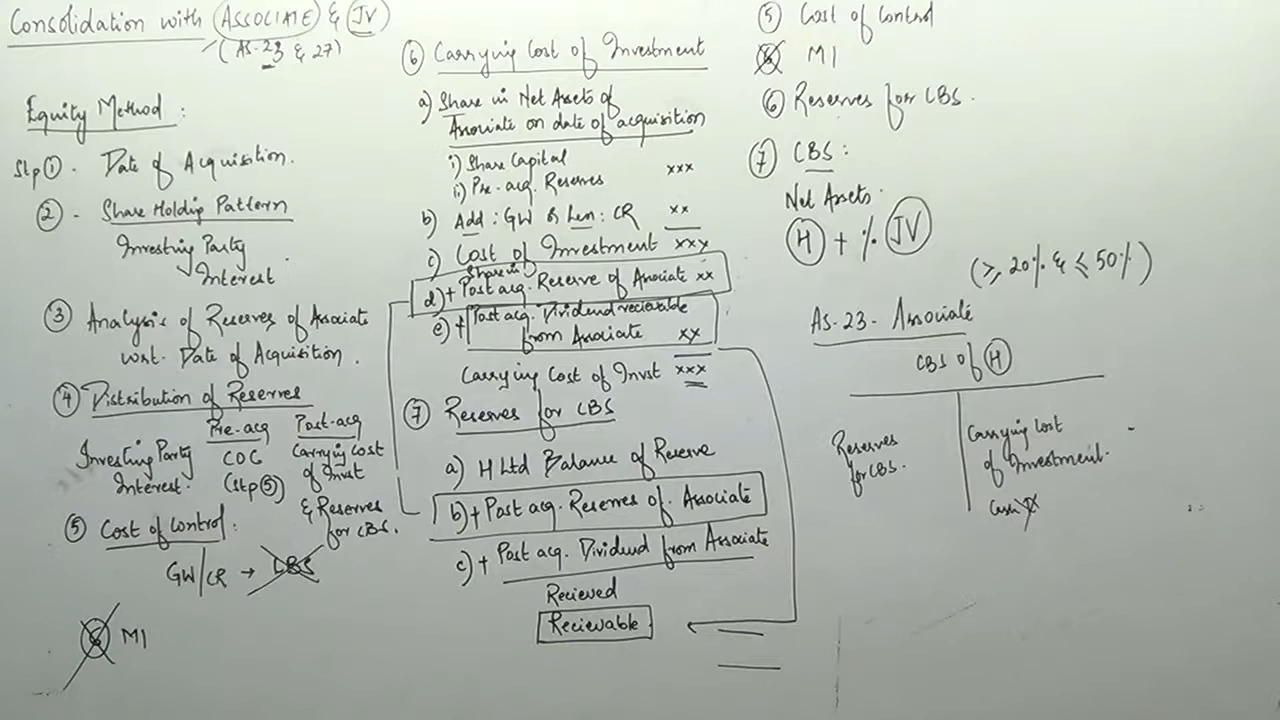 Consolidation with ASSOCIATE & JV
(AS-23 & 27)
Equity Method :
Stp ① - Date of Acquisition.
② - Share Holding Pattern
Investing Party
Interest
③ Analysis of Reserves of Associate
w.r.t. Date of Acquisition.
④ Distribution of Reserves
Pre-acq Post-acq
Investing Party COC Carrying Cost
Interest. (Stp ⑤) of Invst
& Reserves
for CBS.
⑤ Cost of Control :
GW/CR → CBS
6 MI
⑥ Carrying Cost of Investment
a) Share in Net Assets of
Associate on date of acquisition
i) Share Capital
ii) Pre-acq. Reserves xxx
b) Add : GW & Less : CR xx
c) Cost of Investment xxx
Share in
d) + Post acq. Reserve of Associate xx
e) + Post acq. Dividend recievable
from Associate xx
Carrying Cost of Invst xxx
⑦ Reserves for CBS
a) H Ltd Balance of Reserve
b) + Post acq. Reserves of. Associate
c) + Post acq. Dividend from Associate
Recieved
Recievable
⑤ Cost of Control
6 MI
⑥ Reserves for CBS.
⑦ CBS :
Net Assets.
H + % JV
(≥ 20% & ≤ 50%)
AS-23- Associate
CBS of H
Reserves
for CBS.
Carrying Cost
of Investment.